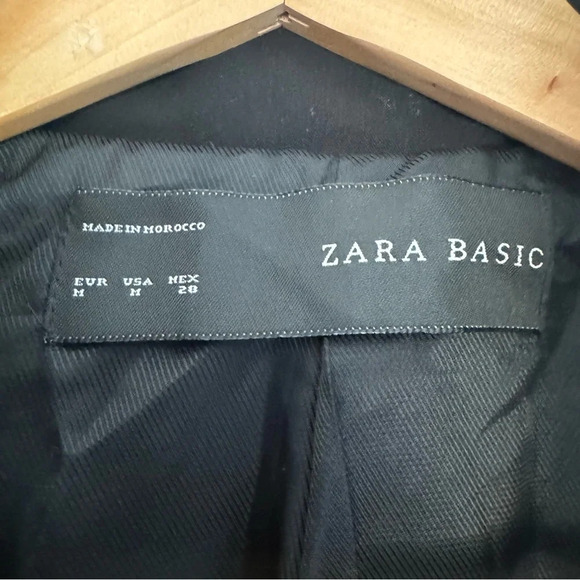 MADE IN MOROCCO
ZARA BASIC
EUR USA MEX
M M 28